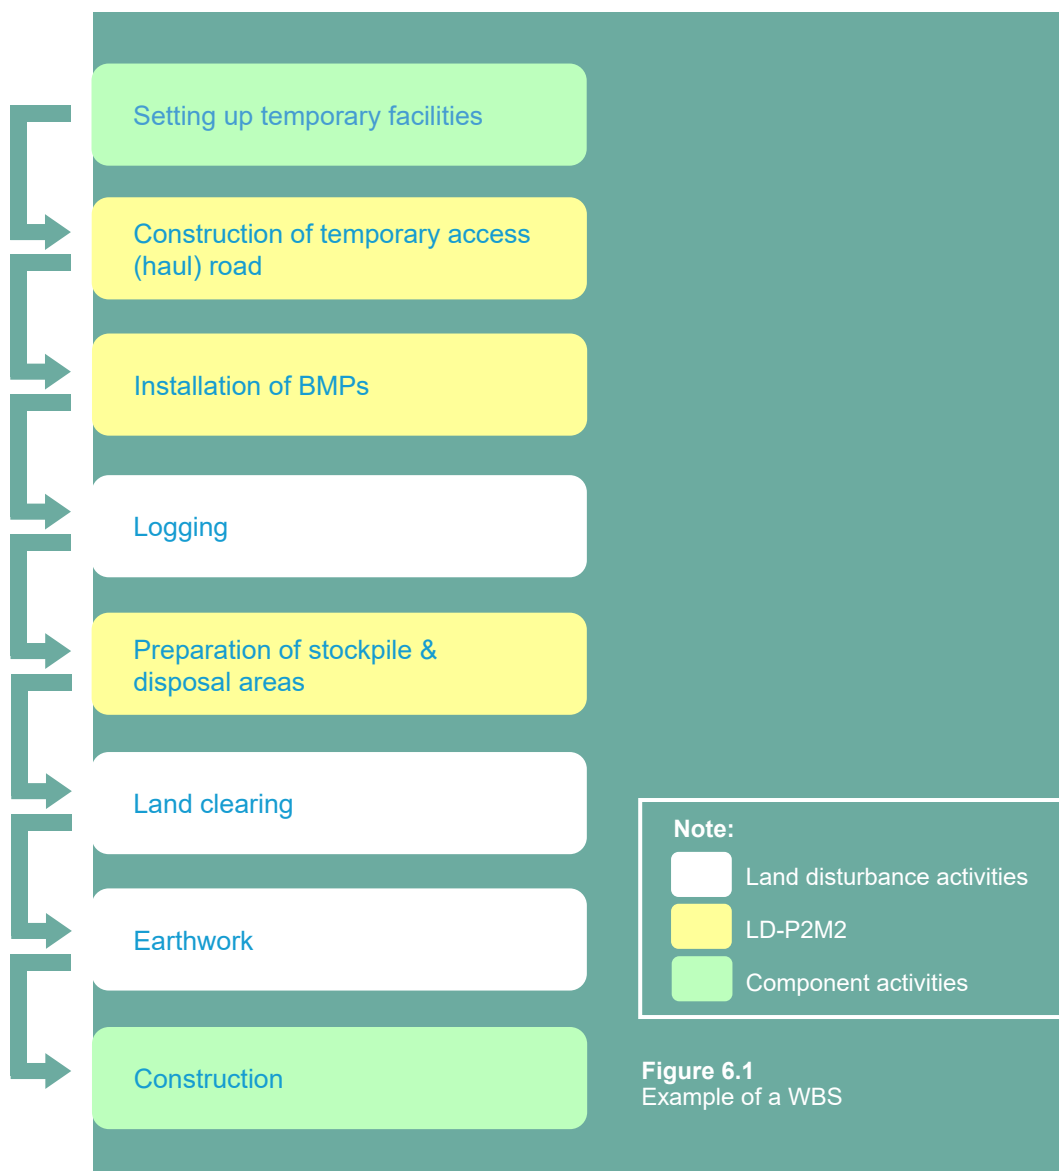 Setting up temporary facilities
Construction of temporary access
(haul) road
Installation of BMPs
Logging
Preparation of stockpile &
disposal areas
Land clearing
Earthwork
Construction
Note:
Land disturbance activities
LD-P2M2
Component activities
Figure 6.1
Example of a WBS